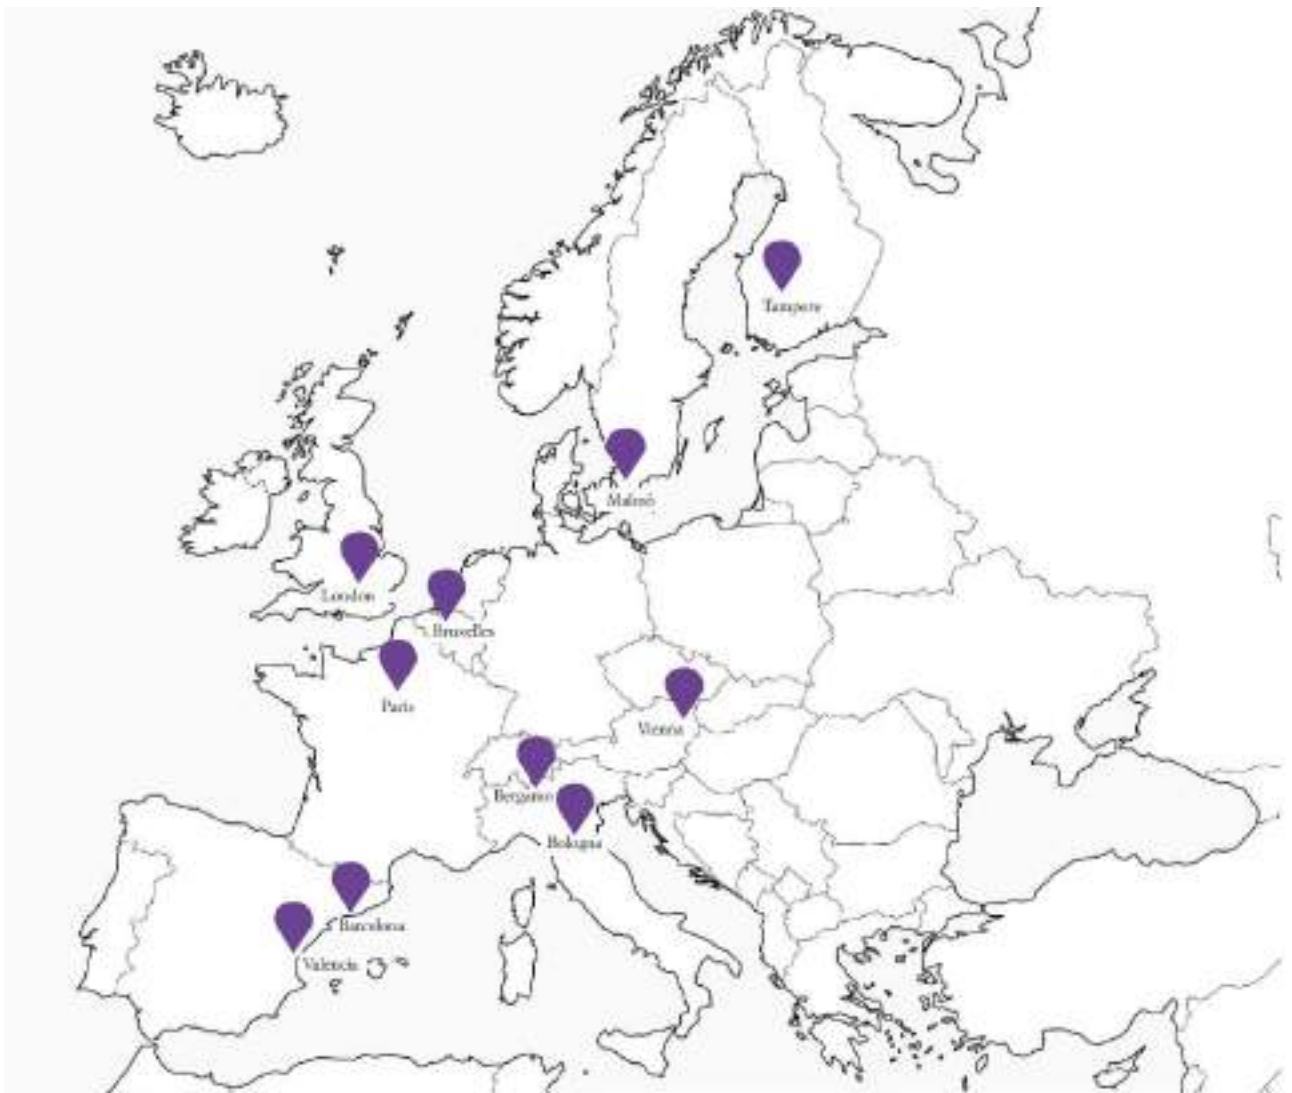 Tampere
Malmö
London
Bruxelles
Paris
Vienna
Bergamo
Bologna
Barcelona
Valencia